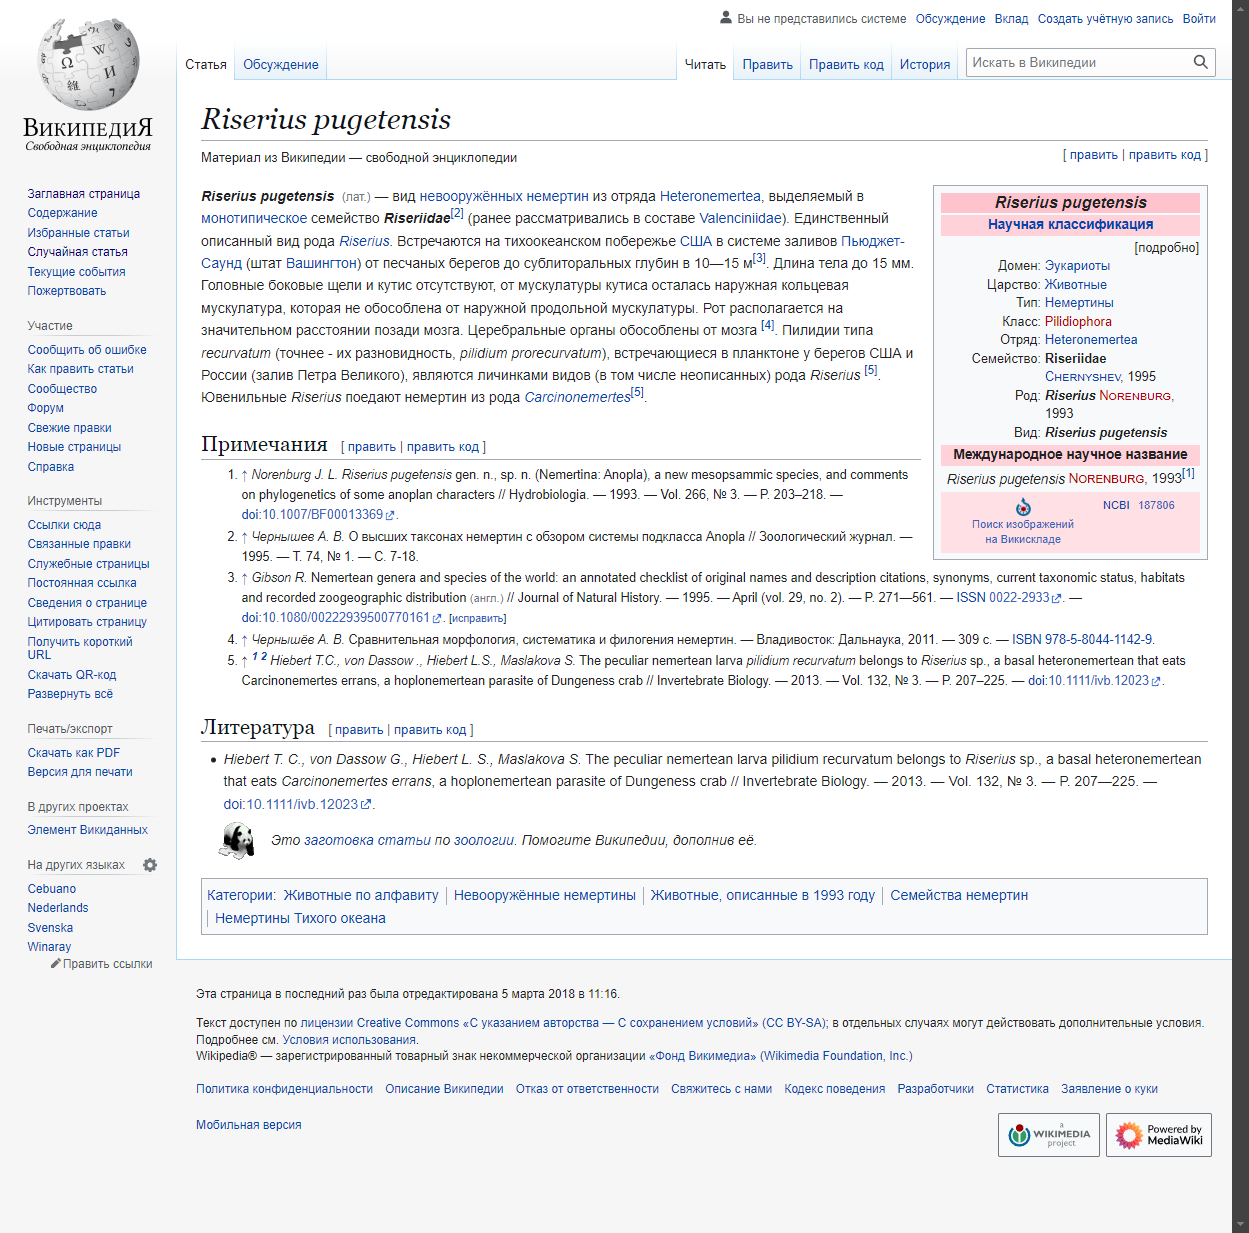 Вы не представились системе Обсуждение Вклад Создать учётную запись Войти
Статья Обсуждение Читать Править Править код История Искать в Википедии
ВикипедиЯ
Свободная энциклопедия
Заглавная страница
Содержание
Избранные статьи
Случайная статья
Текущие события
Пожертвовать
Участие
Сообщить об ошибке
Как править статьи
Сообщество
Форум
Свежие правки
Новые страницы
Справка
Инструменты
Ссылки сюда
Связанные правки
Служебные страницы
Постоянная ссылка
Сведения о странице
Цитировать страницу
Получить короткий
URL
Скачать QR-код
Развернуть всё
Печать/экспорт
Скачать как PDF
Версия для печати
В других проектах
Элемент Викиданных
На других языках
Cebuano
Nederlands
Svenska
Winaray
Править ссылки
Riserius pugetensis
Материал из Википедии — свободной энциклопедии
[ править | править код ]
Riserius pugetensis (лат.) — вид невооружённых немертин из отряда Heteronemertea, выделяемый в
монотипическое семейство Riseriidae[2] (ранее рассматривались в составе Valenciniidae). Единственный
описанный вид рода Riserius. Встречаются на тихоокеанском побережье США в системе заливов Пьюджет-
Саунд (штат Вашингтон) от песчаных берегов до сублиторальных глубин в 10—15 м[3]. Длина тела до 15 мм.
Головные боковые щели и кутис отсутствуют, от мускулатуры кутиса осталась наружная кольцевая
мускулатура, которая не обособлена от наружной продольной мускулатуры. Рот располагается на
значительном расстоянии позади мозга. Церебральные органы обособлены от мозга [4]. Пилидии типа
recurvatum (точнее - их разновидность, pilidium prorecurvatum), встречающиеся в планктоне у берегов США и
России (залив Петра Великого), являются личинками видов (в том числе неописанных) рода Riserius [5].
Ювенильные Riserius поедают немертин из рода Carcinonemertes[5].
Riserius pugetensis
Научная классификация
[подробно]
Домен: Эукариоты
Царство: Животные
Тип: Немертины
Класс: Pilidiophora
Отряд: Heteronemertea
Семейство: Riseriidae
Chernyshev, 1995
Род: Riserius Norenburg,
1993
Вид: Riserius pugetensis
Международное научное название
Riserius pugetensis Norenburg, 1993[1]
Поиск изображений
на Викискладе
NCBI 187806
Примечания [ править | править код ]
1. ↑ Norenburg J. L. Riserius pugetensis gen. n., sp. n. (Nemertina: Anopla), a new mesopsammic species, and comments
on phylogenetics of some anoplan characters // Hydrobiologia. — 1993. — Vol. 266, № 3. — P. 203–218. —
doi:10.1007/BF00013369.
2. ↑ Чернышев А. В. О высших таксонах немертин с обзором системы подкласса Anopla // Зоологический журнал. —
1995. — Т. 74, № 1. — С. 7-18.
3. ↑ Gibson R. Nemertean genera and species of the world: an annotated checklist of original names and description citations, synonyms, current taxonomic status, habitats
and recorded zoogeographic distribution (англ.) // Journal of Natural History. — 1995. — April (vol. 29, no. 2). — P. 271—561. — ISSN 0022-2933. —
doi:10.1080/00222939500770161. [исправить]
4. ↑ Чернышёв А. В. Сравнительная морфология, систематика и филогения немертин. — Владивосток: Дальнаука, 2011. — 309 с. — ISBN 978-5-8044-1142-9.
5. ↑ 1 2 Hiebert T.C., von Dassow ., Hiebert L.S., Maslakova S. The peculiar nemertean larva pilidium recurvatum belongs to Riserius sp., a basal heteronemertean that eats
Carcinonemertes errans, a hoplonemertean parasite of Dungeness crab // Invertebrate Biology. — 2013. — Vol. 132, № 3. — P. 207–225. — doi:10.1111/ivb.12023.
Литература [ править | править код ]
• Hiebert T. C., von Dassow G., Hiebert L. S., Maslakova S. The peculiar nemertean larva pilidium recurvatum belongs to Riserius sp., a basal heteronemertean
that eats Carcinonemertes errans, a hoplonemertean parasite of Dungeness crab // Invertebrate Biology. — 2013. — Vol. 132, № 3. — P. 207—225. —
doi:10.1111/ivb.12023.
Это заготовка статьи по зоологии. Помогите Википедии, дополнив её.
Категории: Животные по алфавиту | Невооружённые немертины | Животные, описанные в 1993 году | Семейства немертин
| Немертины Тихого океана
Эта страница в последний раз была отредактирована 5 марта 2018 в 11:16.
Текст доступен по лицензии Creative Commons «С указанием авторства — С сохранением условий» (CC BY-SA); в отдельных случаях могут действовать дополнительные условия.
Подробнее см. Условия использования.
Wikipedia® — зарегистрированный товарный знак некоммерческой организации «Фонд Викимедиа» (Wikimedia Foundation, Inc.)
Политика конфиденциальности Описание Википедии Отказ от ответственности Свяжитесь с нами Кодекс поведения Разработчики Статистика Заявление о куки
Мобильная версия
a
WIKIMEDIA
project
Powered by
MediaWiki